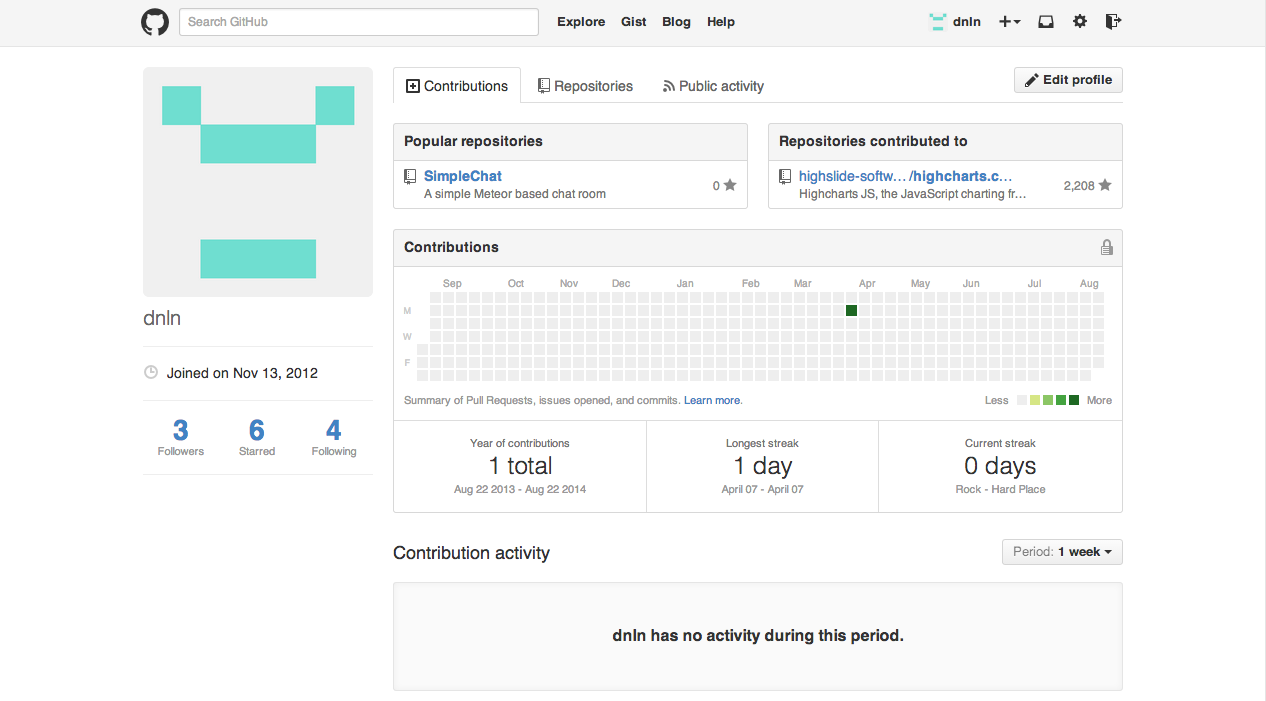 Search GitHub Explore Gist Blog Help dnln
dnln
Joined on Nov 13, 2012
3 6 4
Followers Starred Following
Contributions Repositories Public activity Edit profile
Popular repositories
SimpleChat
A simple Meteor based chat room
0
Repositories contributed to
highslide-softw… /highcharts.c…
Highcharts JS, the JavaScript charting fr…
2,208
Contributions
Sep Oct Nov Dec Jan Feb Mar Apr May Jun Jul Aug
M
W
F
Summary of Pull Requests, issues opened, and commits. Learn more. Less More
Year of contributions
1 total
Aug 22 2013 - Aug 22 2014
Longest streak
1 day
April 07 - April 07
Current streak
0 days
Rock - Hard Place
Contribution activity Period: 1 week
dnln has no activity during this period.